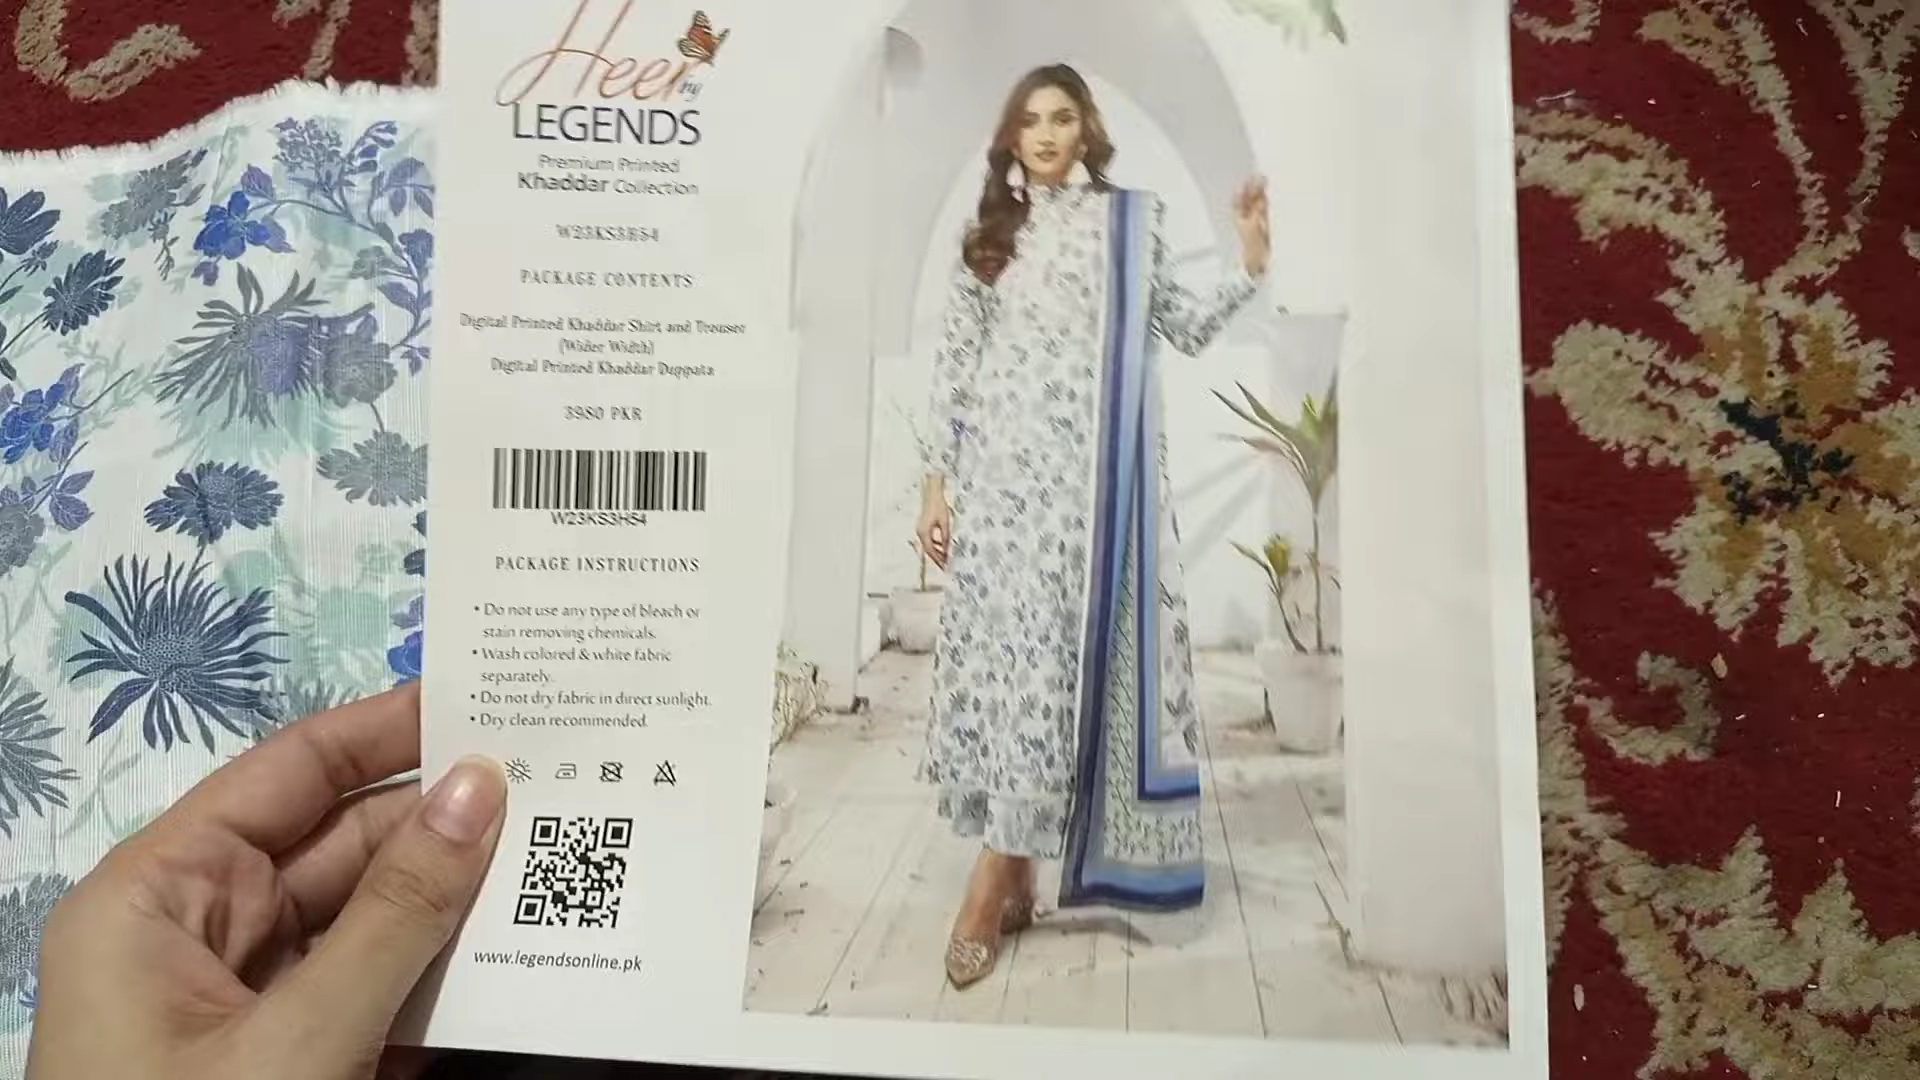 Heer by
LEGENDS
Premium Printed
Khaddar Collection
W23KS3H54
PACKAGE CONTENTS
Digital Printed Khaddar Shirt and Trouser
(Wider Width)
Digital Printed Khaddar Duppata
3980 PKR
W23KS3H54
PACKAGE INSTRUCTIONS
• Do not use any type of bleach or
stain removing chemicals.
• Wash colored & white fabric
separately.
• Do not dry fabric in direct sunlight.
• Dry clean recommended.
www.legendsonline.pk